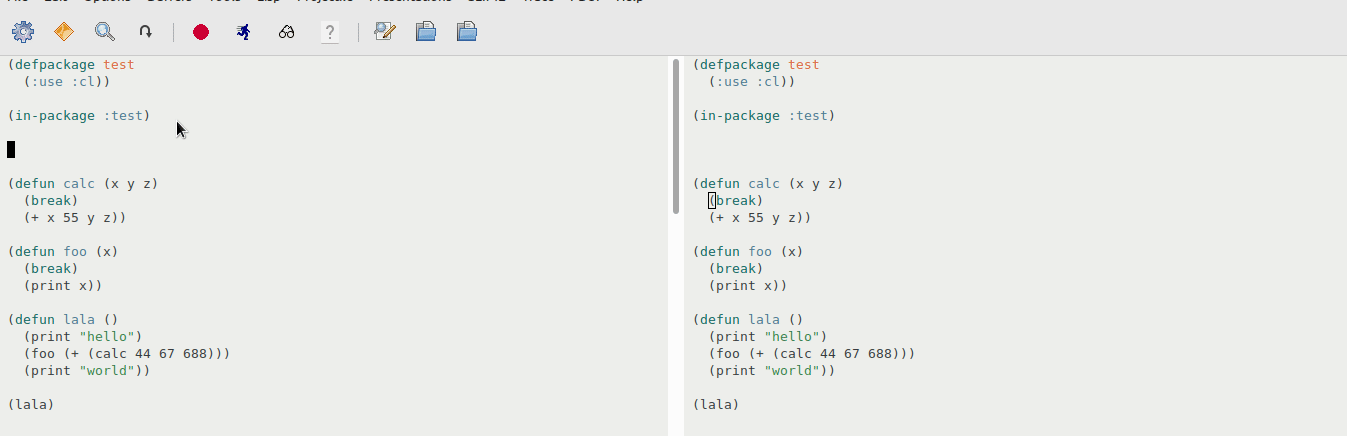 ?
(defpackage test
  (:use :cl))
(in-package :test)
(defun calc (x y z)
  (break)
  (+ x 55 y z))
(defun foo (x)
  (break)
  (print x))
(defun lala ()
  (print "hello")
  (foo (+ (calc 44 67 688)))
  (print "world"))
(lala)
(defpackage test
  (:use :cl))
(in-package :test)
(defun calc (x y z)
  (break)
  (+ x 55 y z))
(defun foo (x)
  (break)
  (print x))
(defun lala ()
  (print "hello")
  (foo (+ (calc 44 67 688)))
  (print "world"))
(lala)